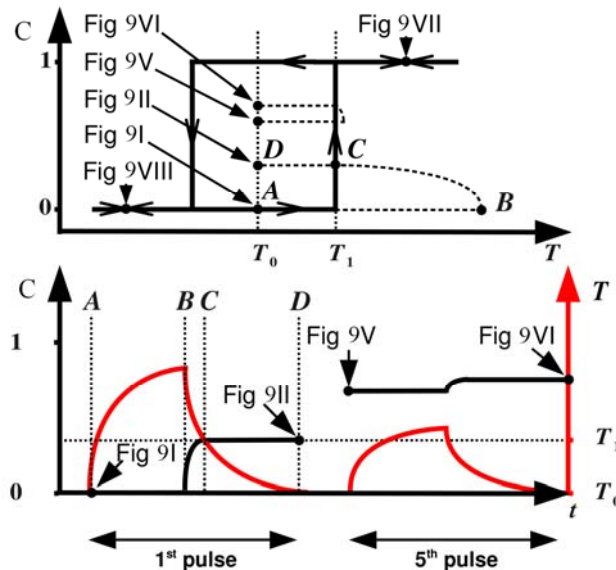 C
1
0
Fig 9VI
Fig 9V
Fig 9II
Fig 9I
Fig 9VIII
Fig 9VII
D
A
C
B
T0
T1
T
C
A
B
C
D
T
1
Fig 9V
Fig 9VI
Fig 9II
Fig 9I
T1
0
T0
t
1st pulse
5th pulse